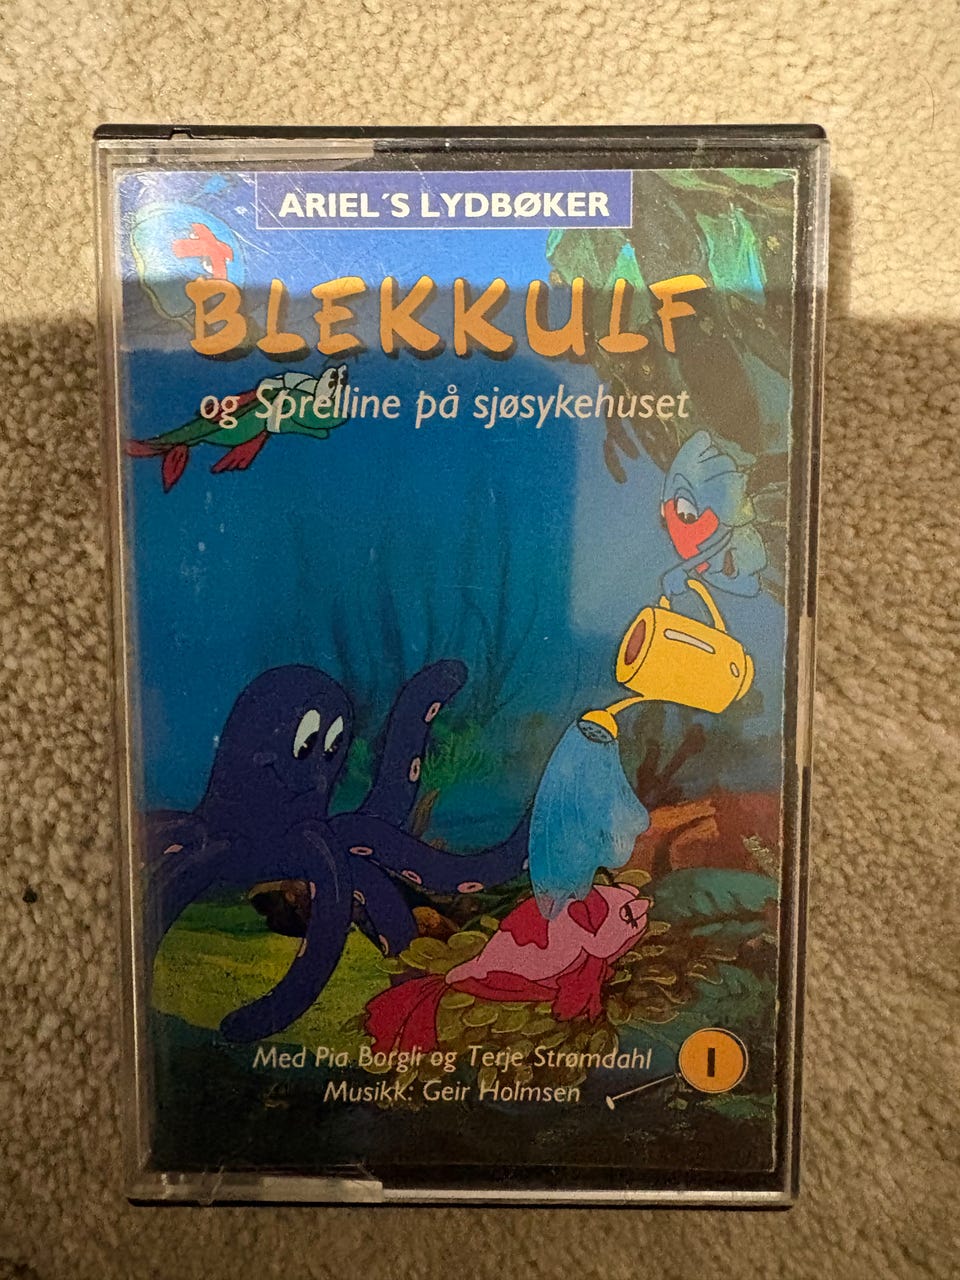 ARIEL´S LYDBØKER
BLEKKULF
og Sprelline på sjøsykehuset
Med Pia Borgli og Terje Strømdahl
Musikk: Geir Holmsen
1